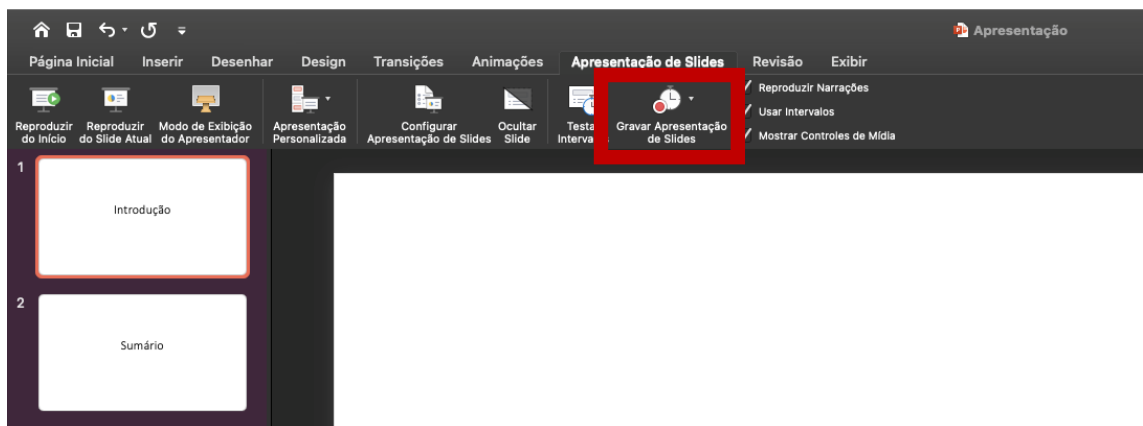 Apresentação
Página Inicial Inserir Desenhar Design Transições Animações Apresentação de Slides Revisão Exibir
Reproduzir do Início
Reproduzir do Slide Atual
Modo de Exibição do Apresentador
Apresentação Personalizada
Configurar Apresentação de Slides
Ocultar Slide
Gravar Apresentação de Slides
Reproduzir Narrações
Usar Intervalos
Mostrar Controles de Mídia
1
Introdução
2
Sumário